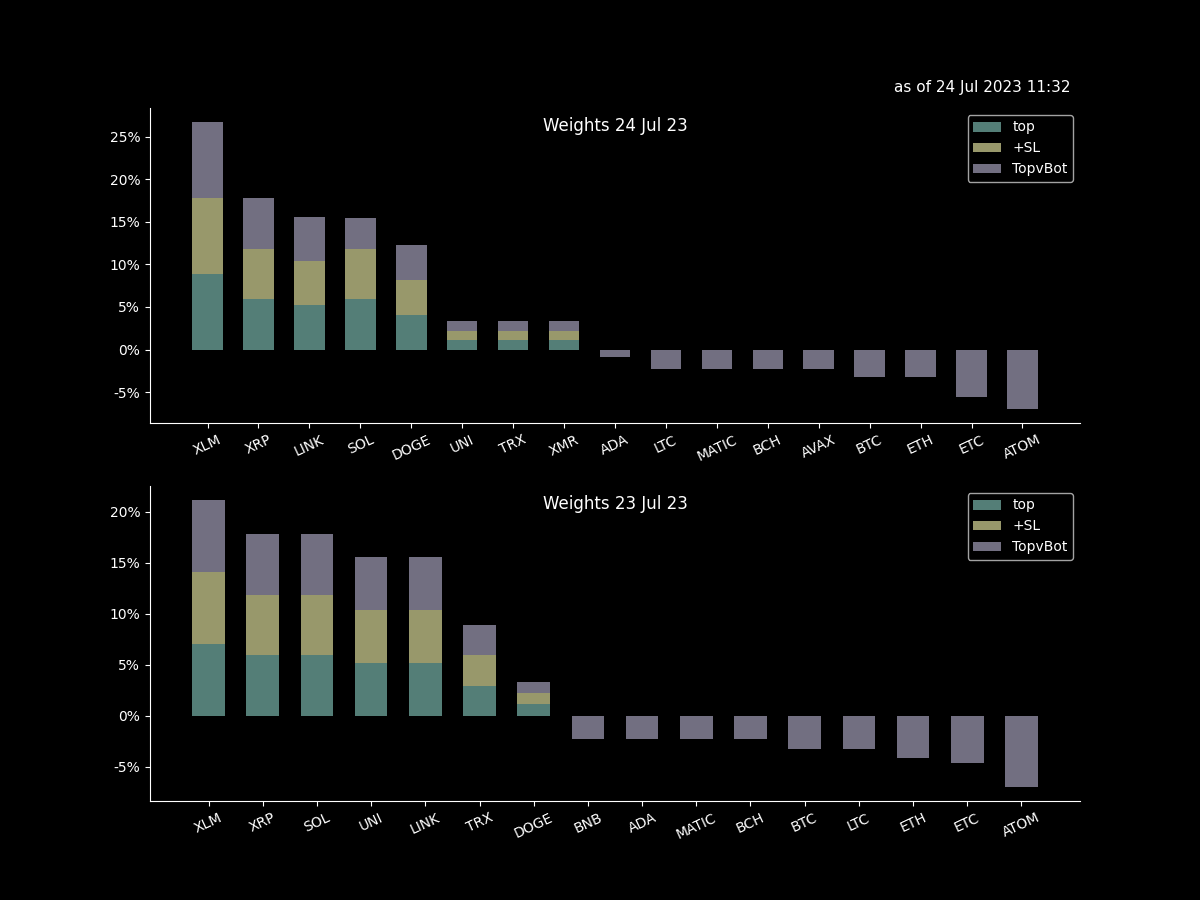 as of 24 Jul 2023 11:32
Weights 24 Jul 23
top
+SL
TopvBot
25%
20%
15%
10%
5%
0%
-5%
XLM XRP LINK SOL DOGE UNI TRX XMR ADA LTC MATIC BCH AVAX BTC ETH ETC ATOM
Weights 23 Jul 23
top
+SL
TopvBot
20%
15%
10%
5%
0%
-5%
XLM XRP SOL UNI LINK TRX DOGE BNB ADA MATIC BCH BTC LTC ETH ETC ATOM